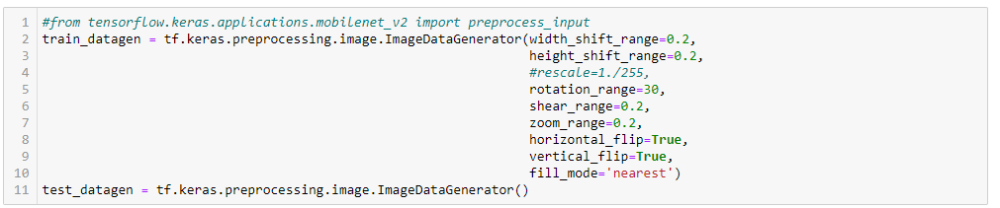 1 #from tensorflow.keras.applications.mobilenet_v2 import preprocess_input
2 train_datagen = tf.keras.preprocessing.image.ImageDataGenerator(width_shift_range=0.2,
3 height_shift_range=0.2,
4 #rescale=1./255,
5 rotation_range=30,
6 shear_range=0.2,
7 zoom_range=0.2,
8 horizontal_flip=True,
9 vertical_flip=True,
10 fill_mode='nearest')
11 test_datagen = tf.keras.preprocessing.image.ImageDataGenerator()